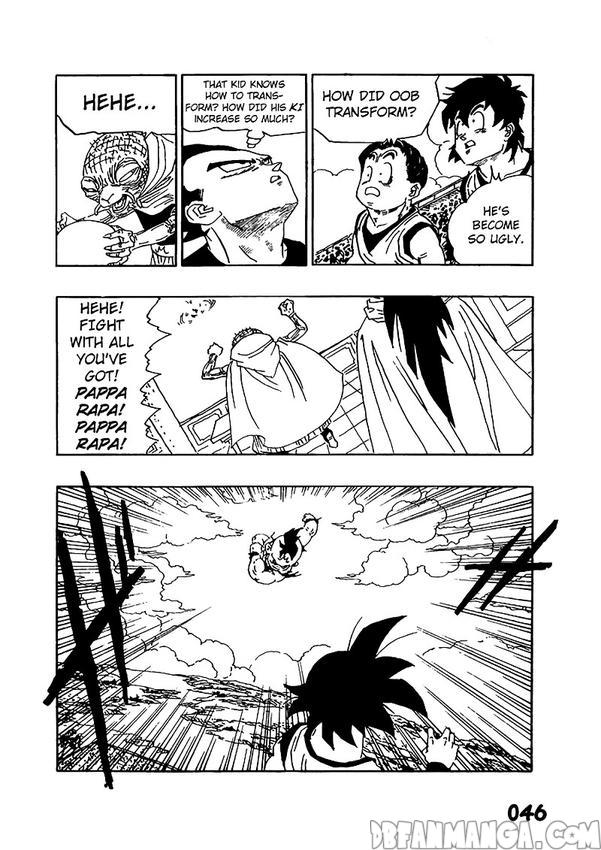 HOW DID OOB
TRANSFORM?
HE'S
BECOME
SO UGLY.
THAT KID KNOWS
HOW TO TRANS-
FORM? HOW DID HIS KI
INCREASE SO MUCH?
HEHE...
HEHE!
FIGHT
WITH ALL
YOU'VE
GOT!
PAPPA
RAPA!
PAPPA
RAPA!
046
DBFANMANGA.COM